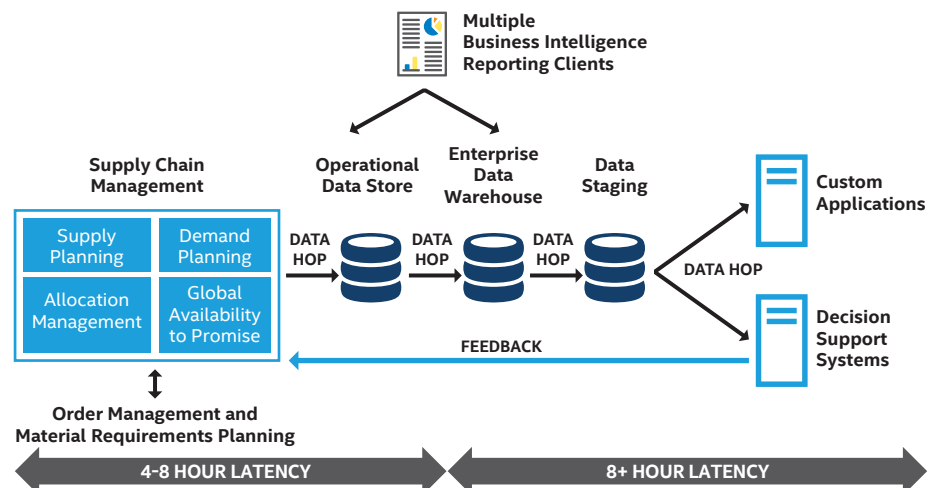 Multiple
Business Intelligence
Reporting Clients
Supply Chain
Management
Operational
Data Store
Enterprise
Data
Warehouse
Data
Staging
Supply
Planning
Demand
Planning
Allocation
Management
Global
Availability
to Promise
DATA
HOP
DATA
HOP
DATA
HOP
DATA HOP
Custom
Applications
Decision
Support
Systems
FEEDBACK
Order Management and
Material Requirements Planning
4-8 HOUR LATENCY
8+ HOUR LATENCY